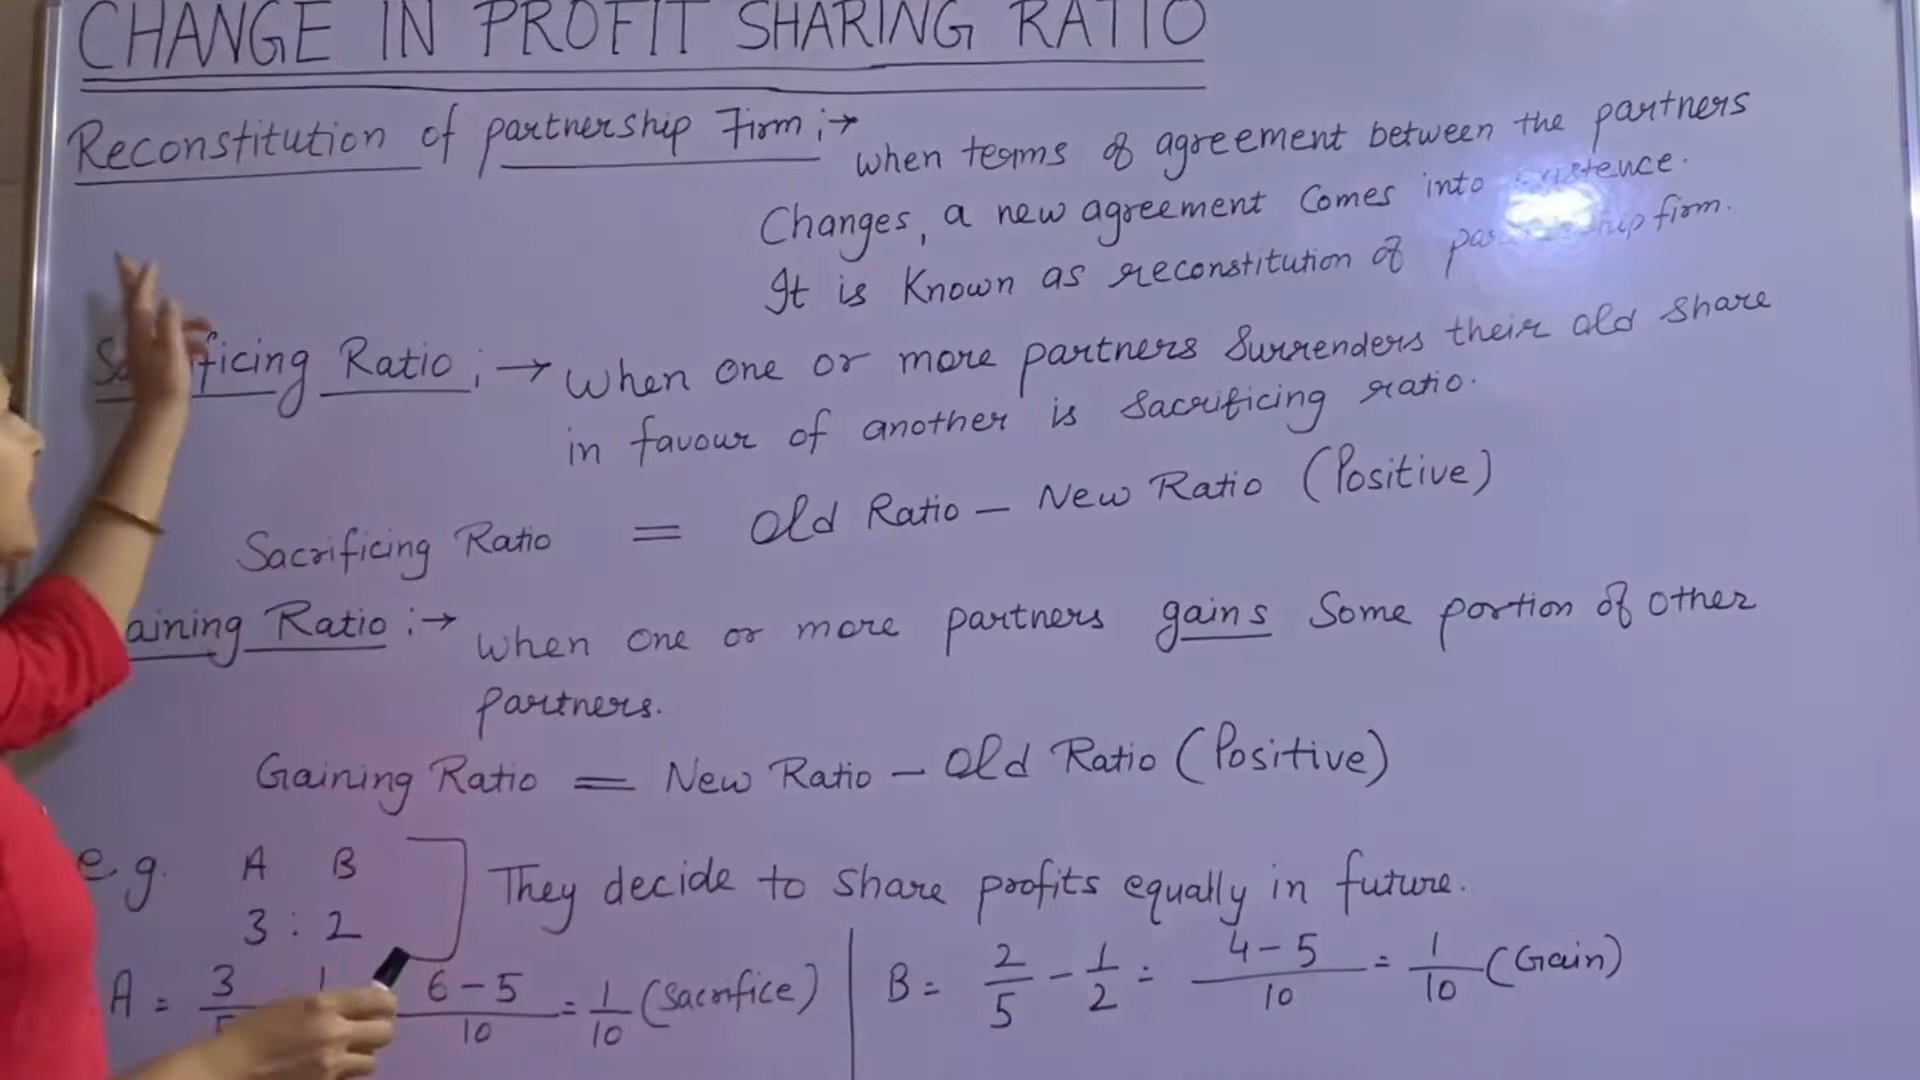 CHANGE IN PROFIT SHARING RATIO
Reconstitution of partnership Firm :→ when terms of agreement between the partners
Changes, a new agreement Comes into existence.
It is Known as reconstitution of partnership firm.
Sacrificing Ratio :→ When one or more partners Surrenders their old share
in favour of another is Sacrificing ratio.
Sacrificing Ratio = Old Ratio - New Ratio (Positive)
aining Ratio :→ When one or more partners gains Some portion of other
partners.
Gaining Ratio = New Ratio - Old Ratio (Positive)
e.g. A B
3 : 2
They decide to share profits equally in future.
A = 3/5 1 6-5/10 = 1/10 (Sacrifice)
B = 2/5 - 1/2 = 4-5/10 = 1/10 (Gain)